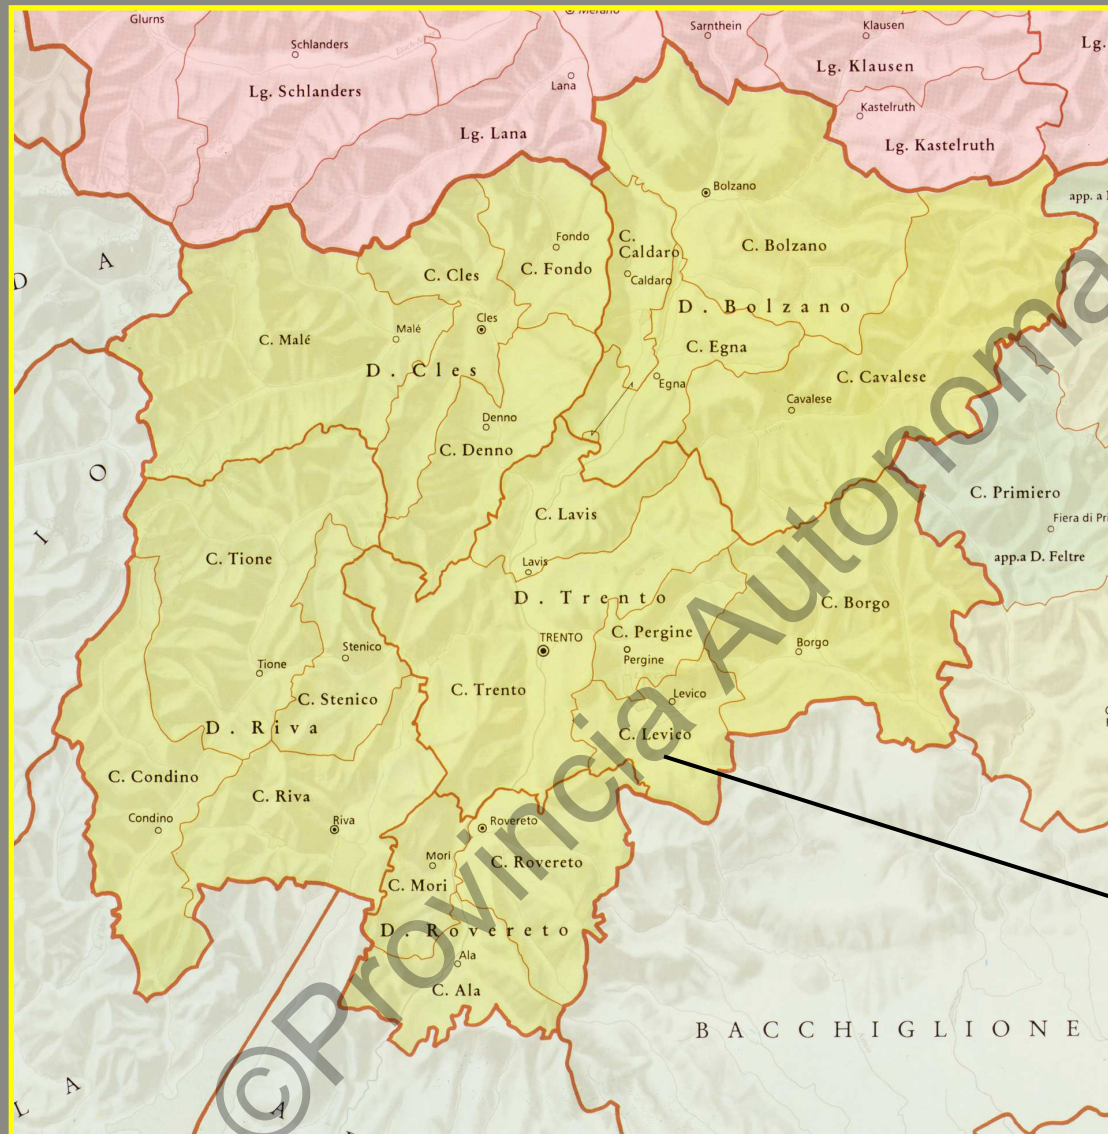 Glurns
Schlanders
Lg. Schlanders
Merano
Lana
Lg. Lana
Sarnthein
Klausen
Lg. Klausen
Kastelruth
Lg. Kastelruth
Lg.
app. a
D A
Bolzano
C. Bolzano
C.
Caldaro
Caldaro
D. Bolzano
Fondo
C. Fondo
C. Cles
Cles
D. Cles
C. Malé
Malé
C. Egna
Egna
C. Cavalese
Cavalese
Denno
C. Denno
I O
C. Lavis
Lavis
C. Primiero
Fiera di Pri
app.a D. Feltre
C. Tione
Tione
Stenico
C. Stenico
D. Trento
TRENTO
C. Trento
C. Pergine
Pergine
C. Borgo
Borgo
Levico
C. Levico
D. Riva
C. Condino
Condino
C. Riva
Riva
Rovereto
C. Rovereto
Mori
C. Mori
D. Rovereto
Ala
C. Ala
BACCHIGLIONE
L A
A
©Provincia Autonoma